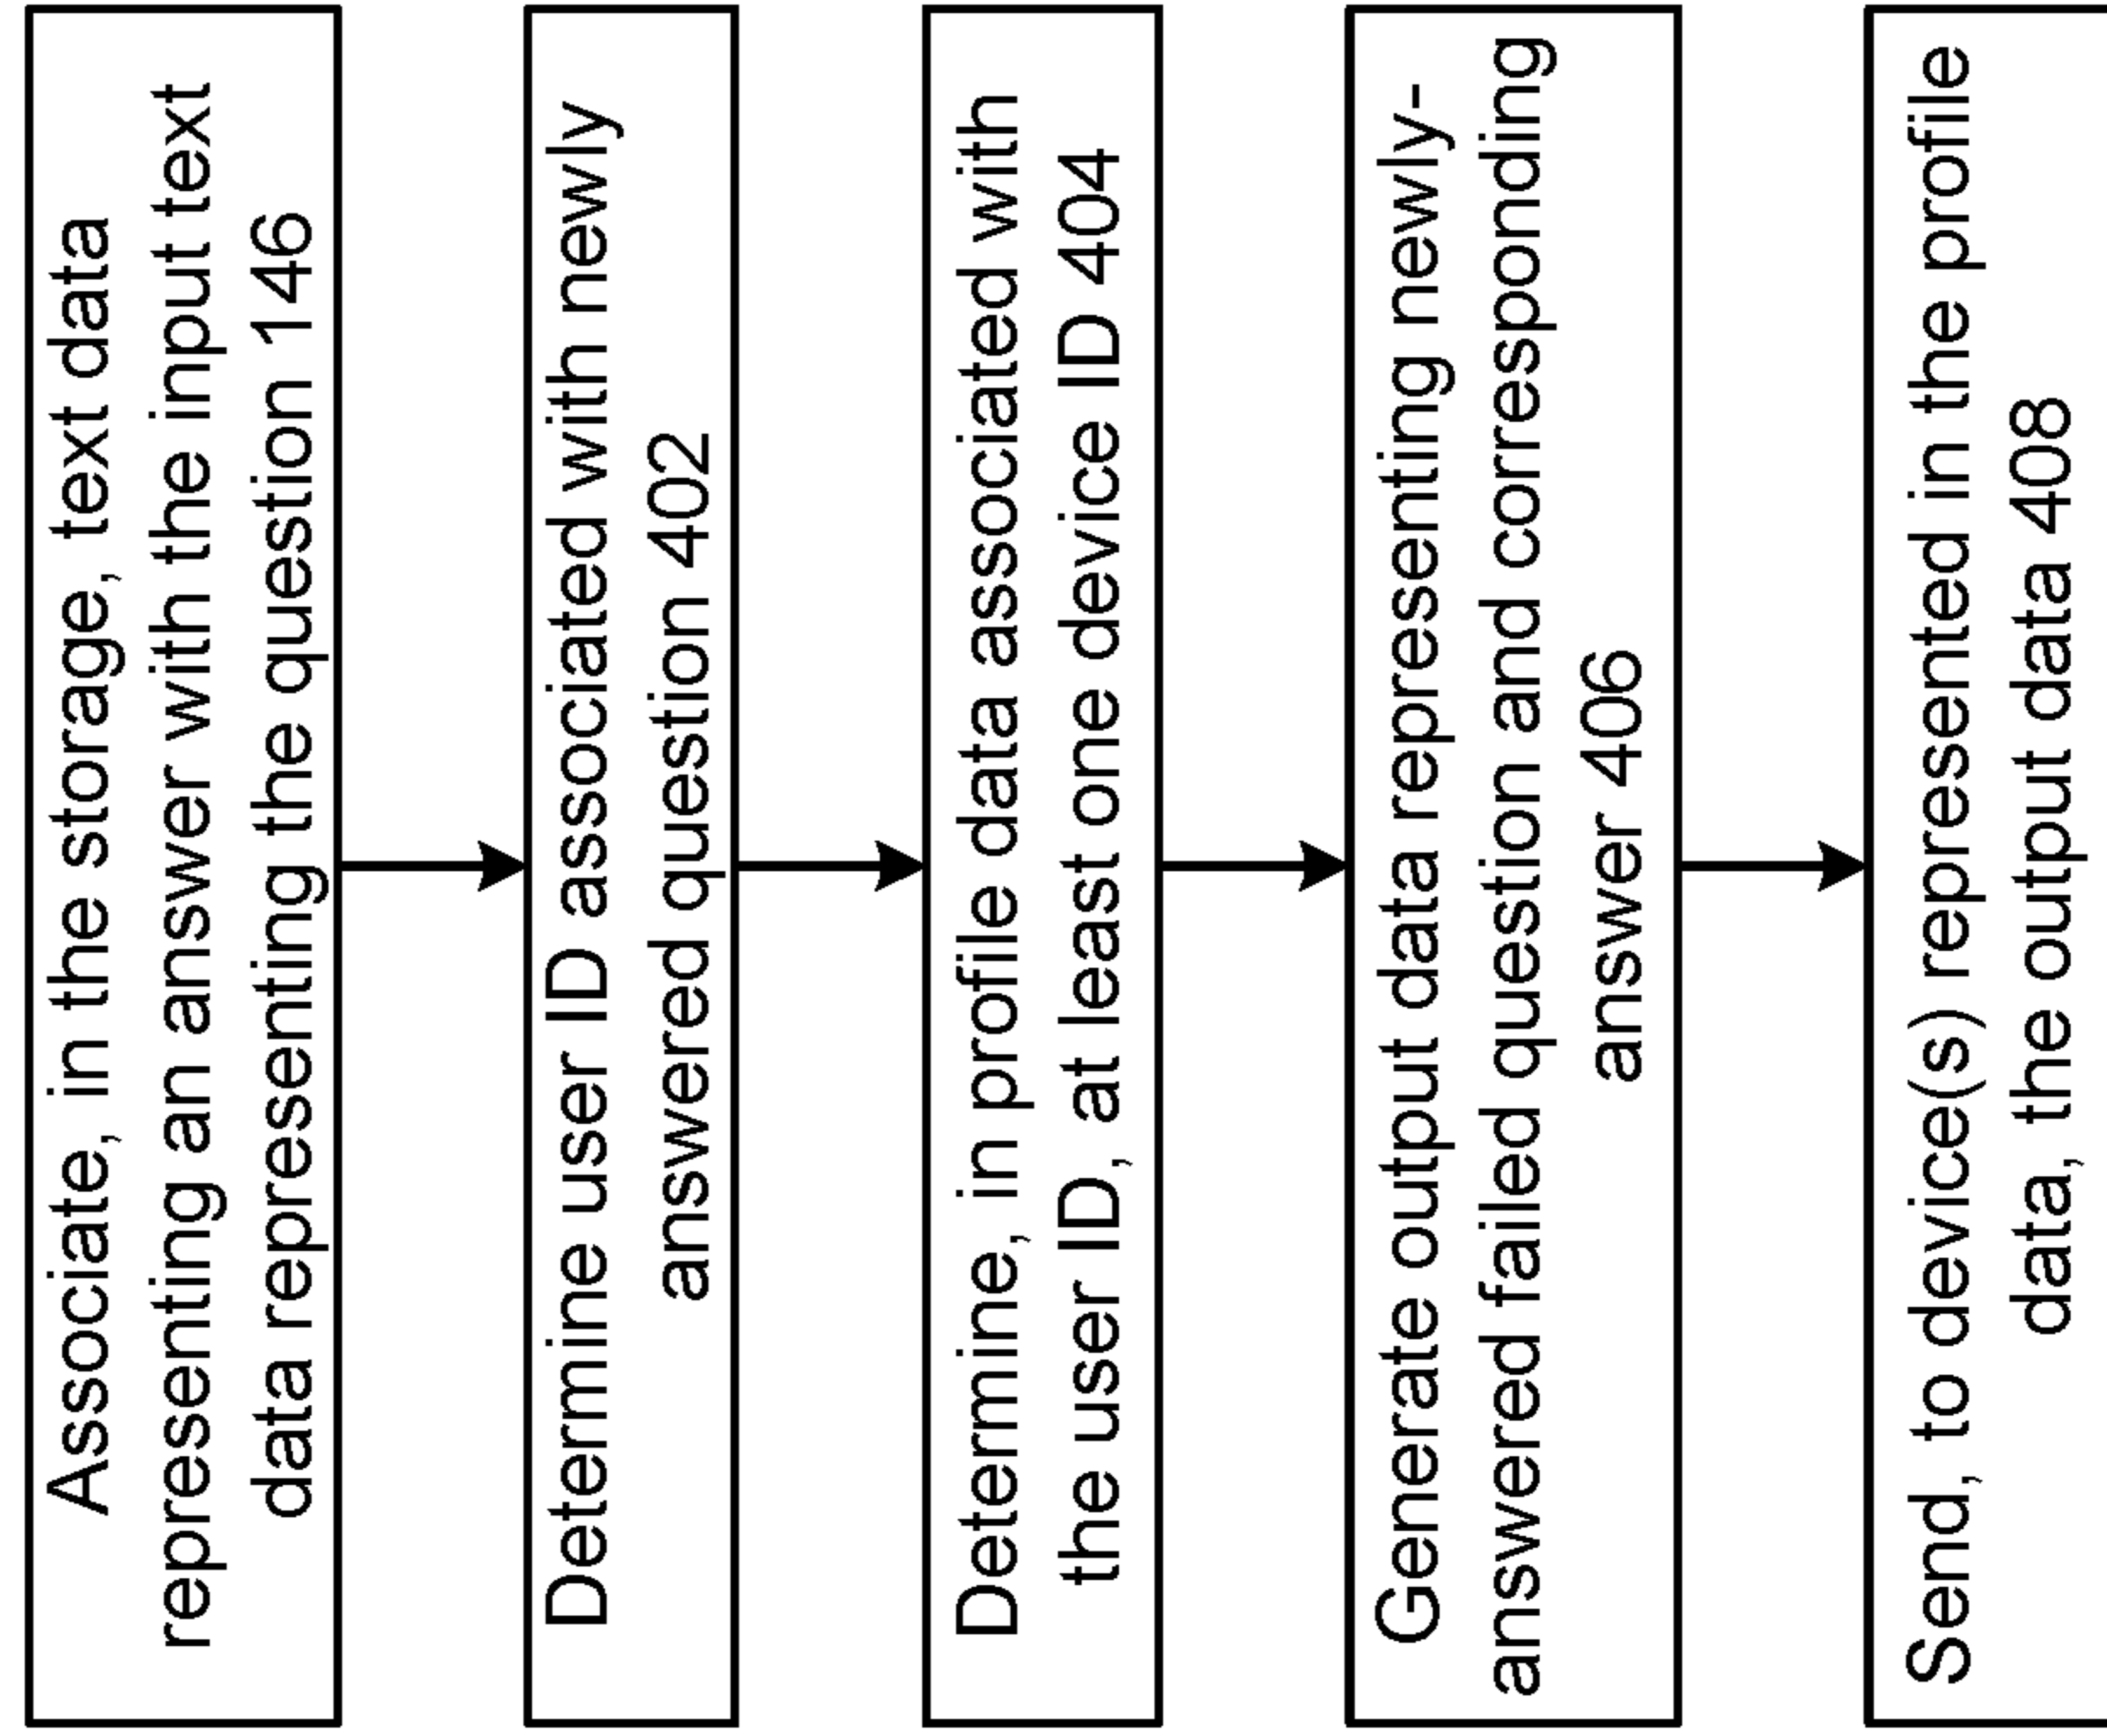 Associate, in the storage, text data
representing an answer with the input text
data representing the question 146
Determine user ID associated with newly
answered question 402
Determine, in profile data associated with
the user ID, at least one device ID 404
Generate output data representing newly-
answered failed question and corresponding
answer 406
Send, to device(s) represented in the profile
data, the output data 408